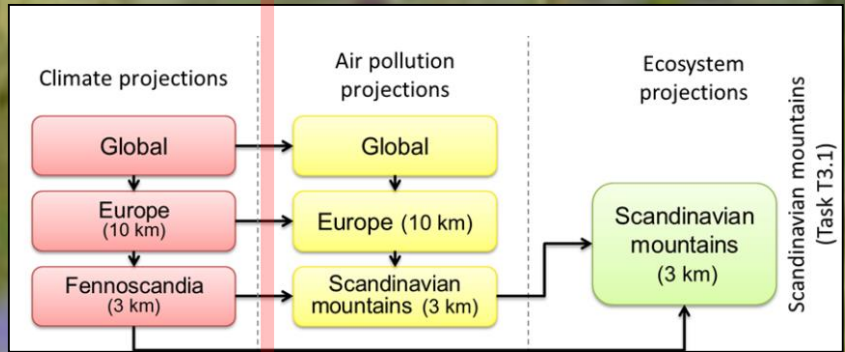 Climate projections
Air pollution
projections
Ecosystem
projections
Global
Global
Europe
(10 km)
Europe (10 km)
Fennoscandia
(3 km)
Scandinavian
mountains (3 km)
Scandinavian
mountains
(3 km)
Scandinavian mountains
(Task T3.1)